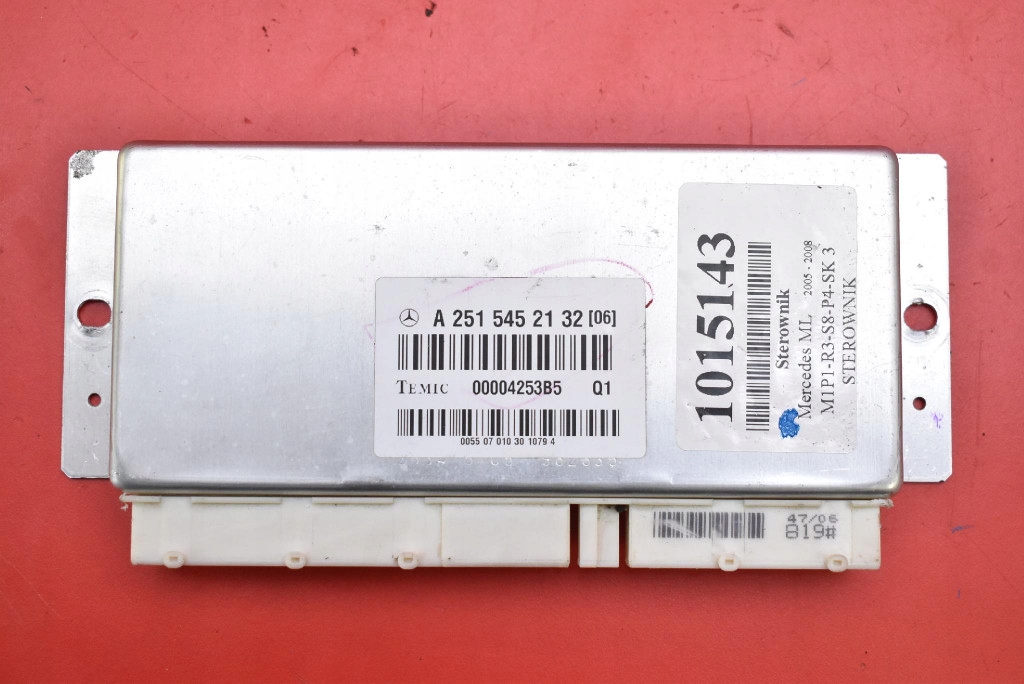 A 251 545 21 32 [06]
TEMIC 00004253B5 Q1
0055 07 010 30 1079 4
1015143
Sterownik
Mercedes ML 2005 - 2008
M1P1-R3-S8-P4-SK 3
STEROWNIK
47/06
819#